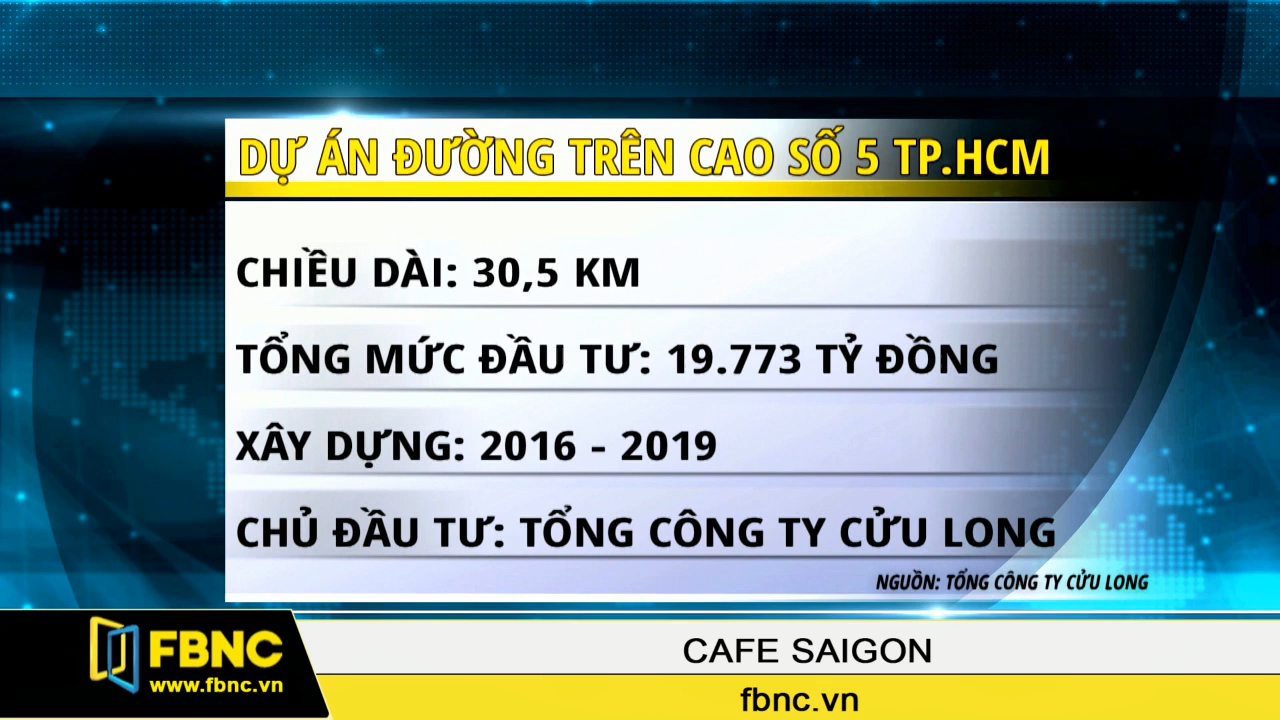 DỰ ÁN ĐƯỜNG TRÊN CAO SỐ 5 TP.HCM
CHIỀU DÀI: 30,5 KM
TỔNG MỨC ĐẦU TƯ: 19.773 TỶ ĐỒNG
XÂY DỰNG: 2016 - 2019
CHỦ ĐẦU TƯ: TỔNG CÔNG TY CỬU LONG
NGUỒN: TỔNG CÔNG TY CỬU LONG
FBNC
www.fbnc.vn
CAFE SAIGON
fbnc.vn